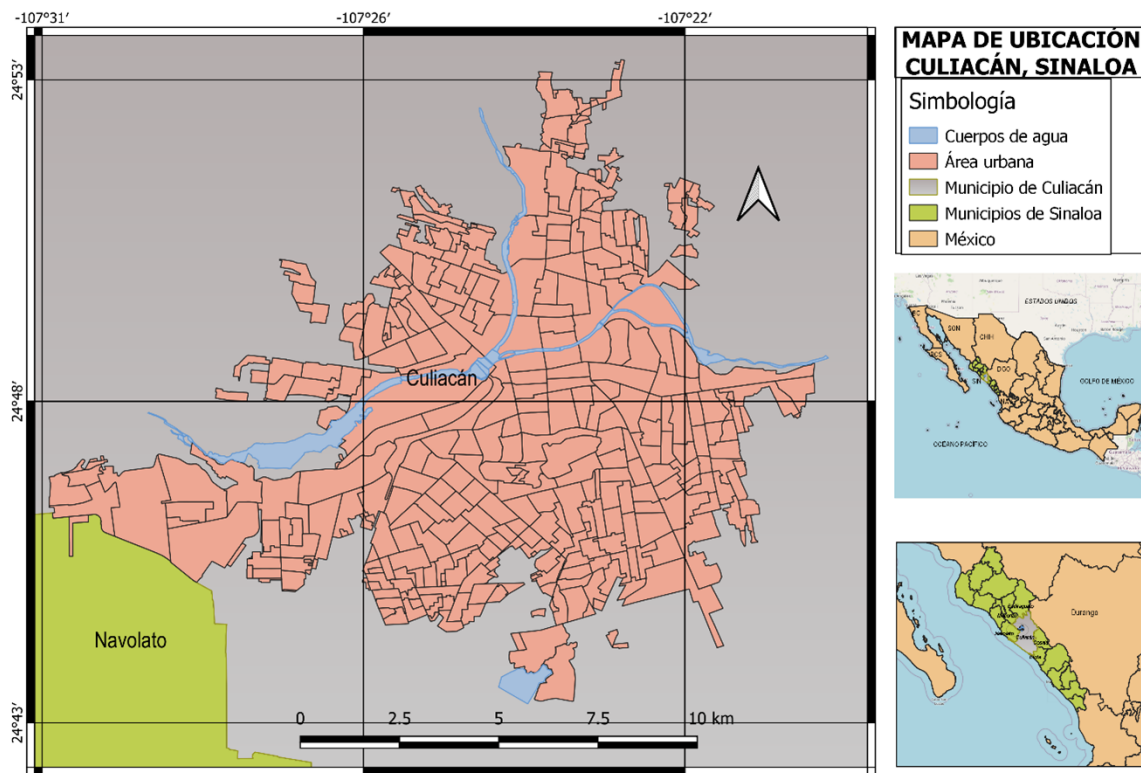 -107°31'
-107°26'
-107°22'
24°53'
24°48'
24°43'
Culiacán
Navolato
0 2.5 5 7.5 10 km
MAPA DE UBICACIÓN
CULIACÁN, SINALOA
Simbología
Cuerpos de agua
Área urbana
Municipio de Culiacán
Municipios de Sinaloa
México
ESTADOS UNIDOS
SON
CHIH
DGO
SIN
GOLFO DE MÉXICO
OCÉANO PACÍFICO
Durango